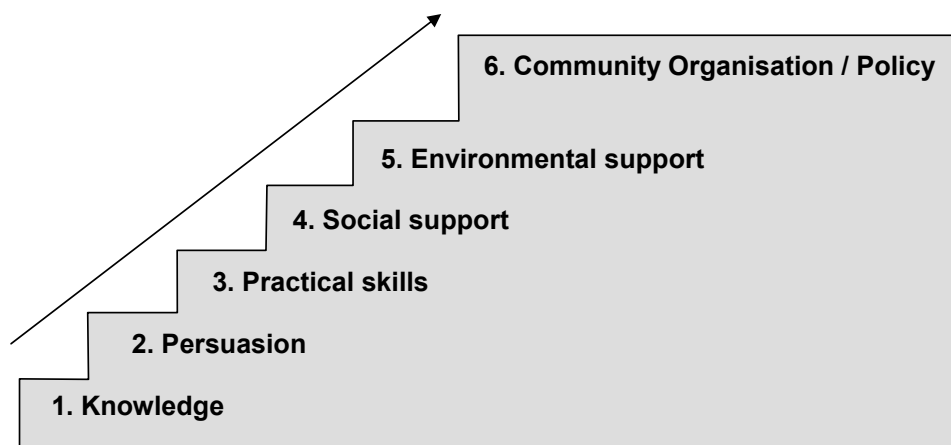 6. Community Organisation / Policy
5. Environmental support
4. Social support
3. Practical skills
2. Persuasion
1. Knowledge